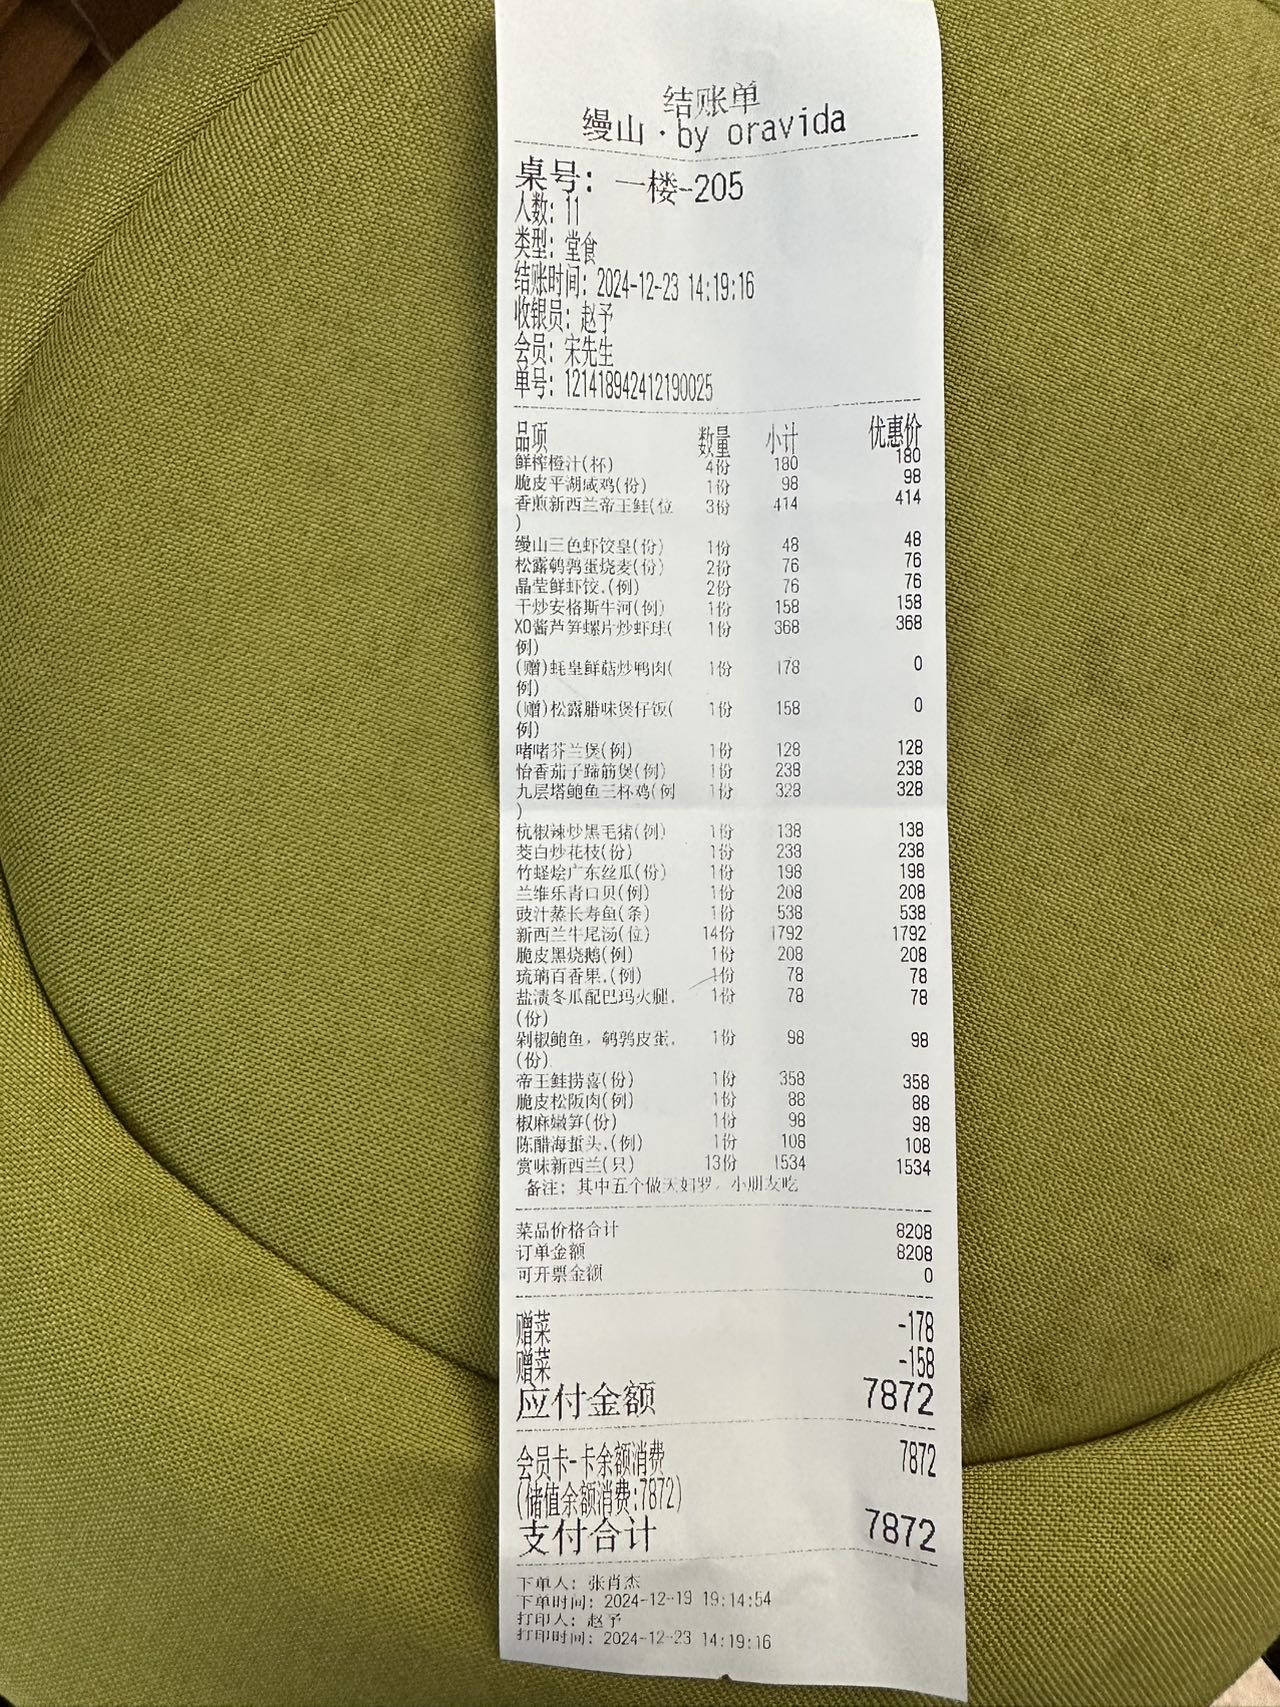 结账单
缦山·by oravida
桌号: 一楼-205
人数: 11
类型: 堂食
结账时间: 2024-12-23 14:19:16
收银员: 赵予
会员: 宋先生
单号: 121418942412190025
品项 数量 小计 优惠价
鲜榨橙汁(杯) 4份 180 180
脆皮平湖咸鸡(份) 1份 98 98
香煎新西兰帝王鲑(位 3份 414 414
)
缦山三色虾饺皇(份) 1份 48 48
松露鹌鹑蛋烧麦(份) 2份 76 76
晶莹鲜虾饺.(例) 2份 76 76
干炒安格斯牛河(例) 1份 158 158
XO酱芦笋螺片炒虾球( 1份 368 368
例)
(赠)蚝皇鲜菇炒鸭肉( 1份 178 0
例)
(赠)松露腊味煲仔饭( 1份 158 0
例)
啫啫芥兰煲(例) 1份 128 128
怡香茄子蹄筋煲(例) 1份 238 238
九层塔鲍鱼三杯鸡(例 1份 328 328
)
杭椒辣炒黑毛猪(例) 1份 138 138
茭白炒花枝(份) 1份 238 238
竹笙烩广东丝瓜(份) 1份 198 198
兰维乐青口贝(例) 1份 208 208
豉汁蒸长寿鱼(条) 1份 538 538
新西兰牛尾汤(位) 14份 1792 1792
脆皮黑烧鹅(例) 1份 208 208
琉璃百香果.(例) 1份 78 78
盐渍冬瓜配巴玛火腿. 1份 78 78
(份)
剁椒鲍鱼，鹌鹑皮蛋. 1份 98 98
(份)
帝王鲑捞喜(份) 1份 358 358
脆皮松阪肉(例) 1份 88 88
椒麻嫩笋(份) 1份 98 98
陈醋海蜇头.(例) 1份 108 108
赏味新西兰(只) 13份 1534 1534
备注: 其中五个做天妇罗，小朋友吃
菜品价格合计 8208
订单金额 8208
可开票金额 0
赠菜 -178
赠菜 -158
应付金额 7872
会员卡-卡余额消费 7872
(储值余额消费:7872)
支付合计 7872
下单人: 张肖杰
下单时间: 2024-12-19 19:14:54
打印人: 赵予
打印时间: 2024-12-23 14:19:16